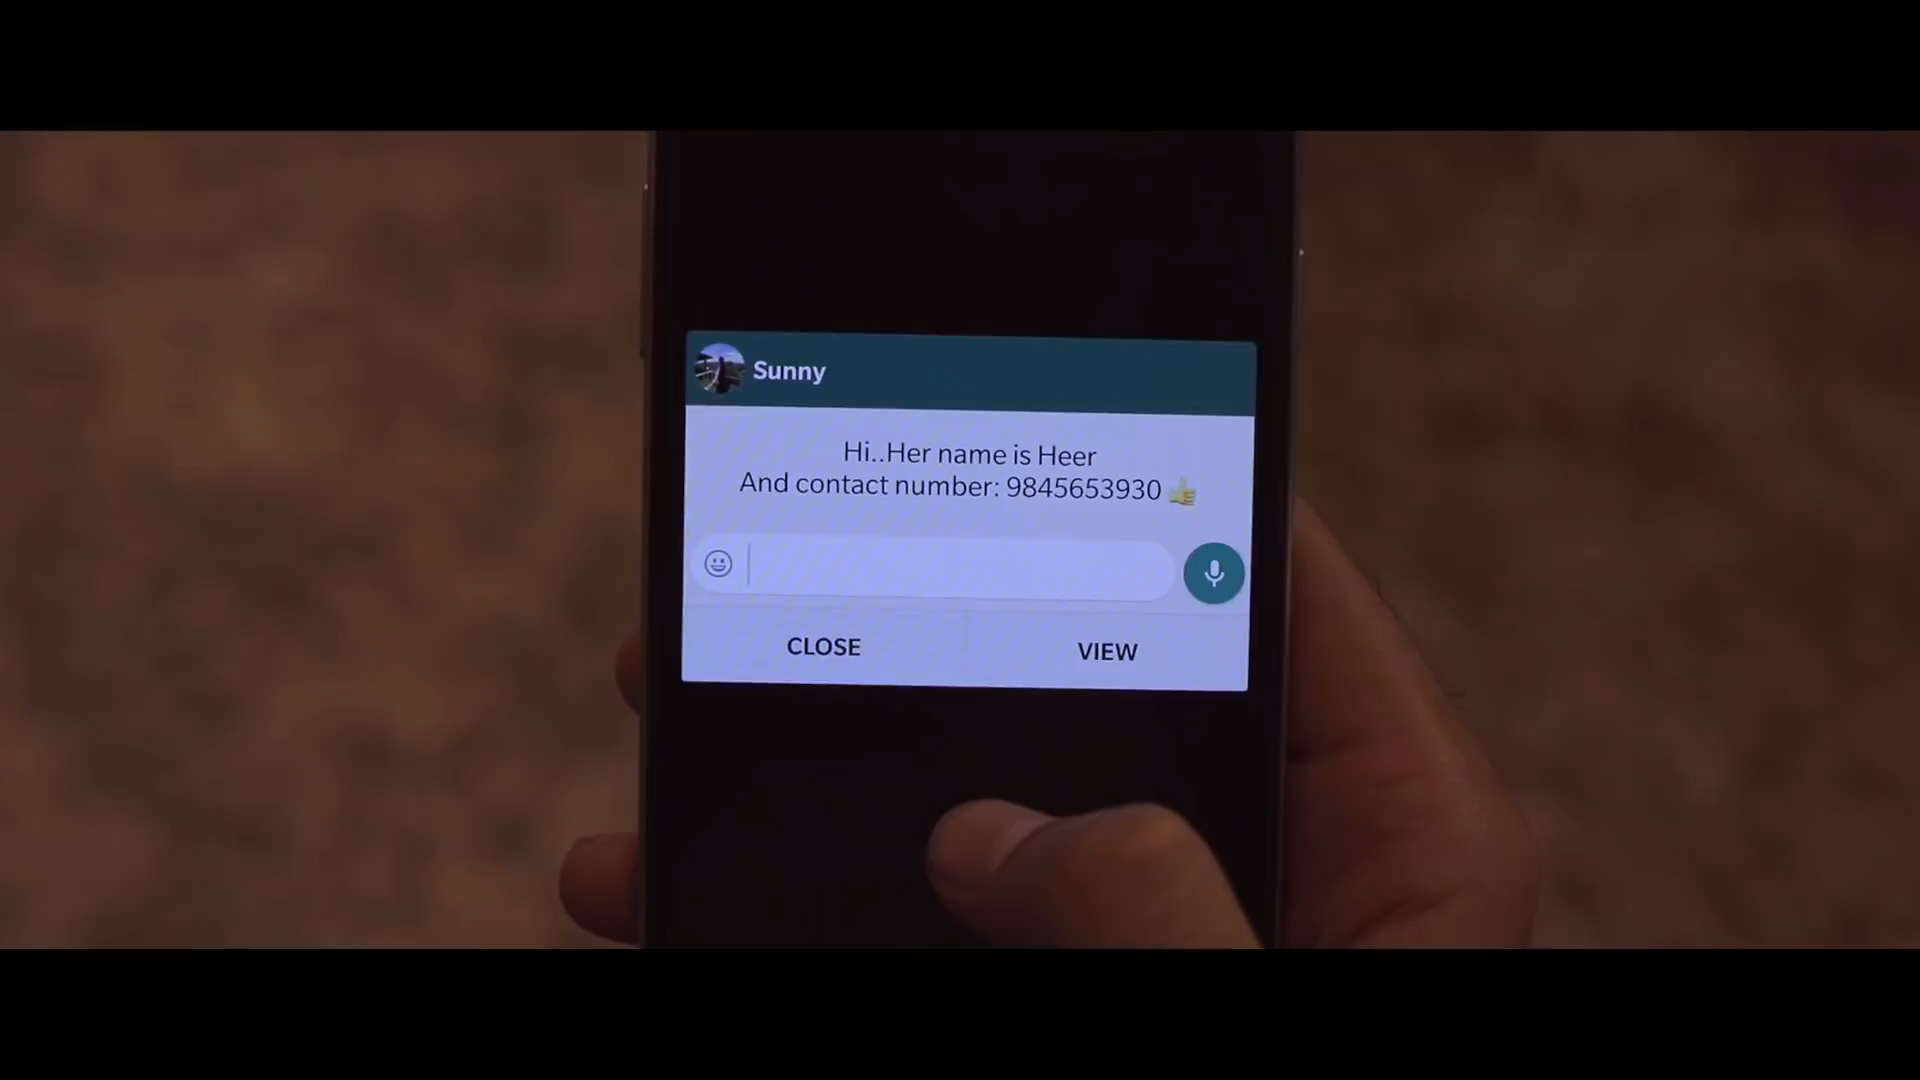 Sunny
Hi..Her name is Heer
And contact number: 9845653930 👍
CLOSE
VIEW